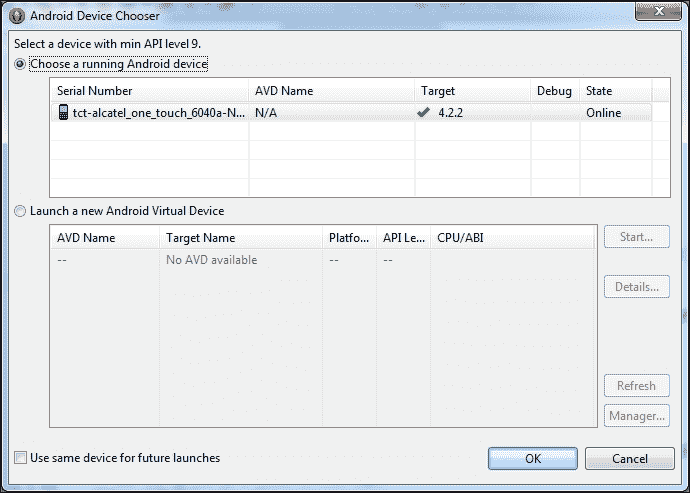 Android Device Chooser
Select a device with min API level 9.
Choose a running Android device
Serial Number AVD Name Target Debug State
tct-alcatel_one_touch_6040a-N... N/A 4.2.2 Online
Launch a new Android Virtual Device
AVD Name Target Name Platfo... API Le... CPU/ABI
-- No AVD available -- --
Start...
Details...
Refresh
Manager...
Use same device for future launches
OK Cancel